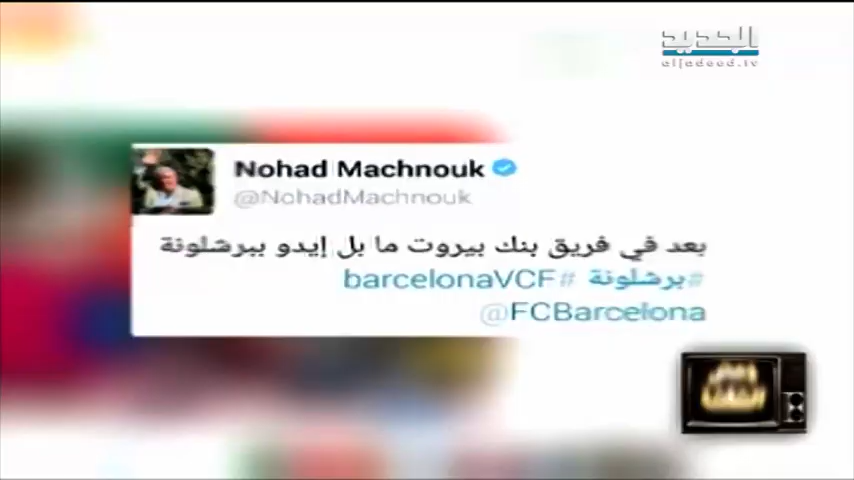 الجديد
aljadeed.tv
Nohad Machnouk
@NohadMachnouk
بعد في فريق بنك بيروت ما بل إيدو ببرشلونة
#برشلونة #barcelonaVCF
@FCBarcelona